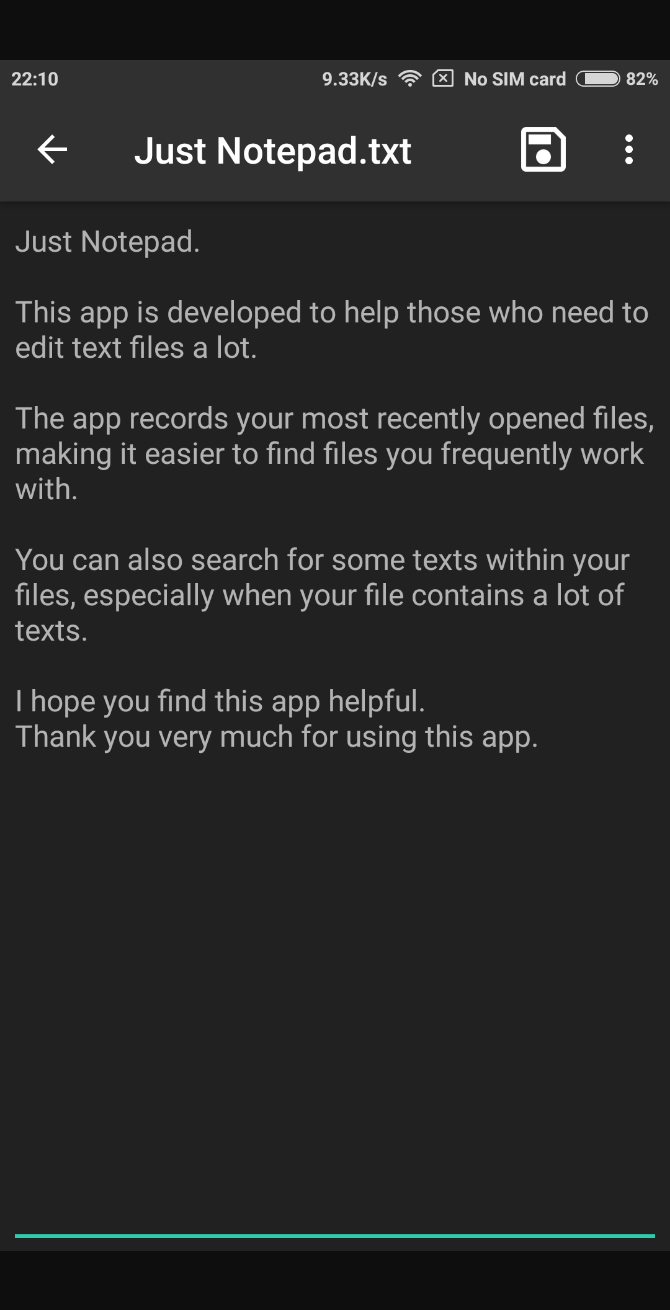 22:10 9.33K/s No SIM card 82%
Just Notepad.txt
Just Notepad.
This app is developed to help those who need to
edit text files a lot.
The app records your most recently opened files,
making it easier to find files you frequently work
with.
You can also search for some texts within your
files, especially when your file contains a lot of
texts.
I hope you find this app helpful.
Thank you very much for using this app.